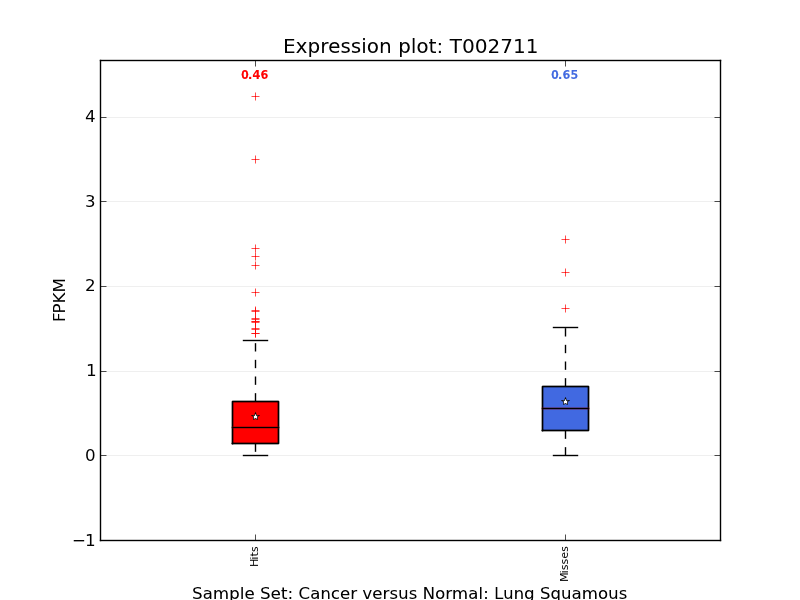 Expression plot: T002711
0.46
0.65
4
3
2
1
0
−1
FPKM
Hits
Misses
Sample Set: Cancer versus Normal: Lung Squamous